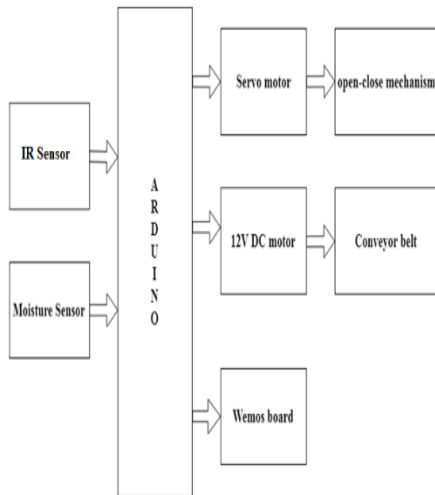 Servo motor
open-close mechanism
IR Sensor
A
R
D
U
I
N
O
12V DC motor
Conveyor belt
Moisture Sensor
Wemos board